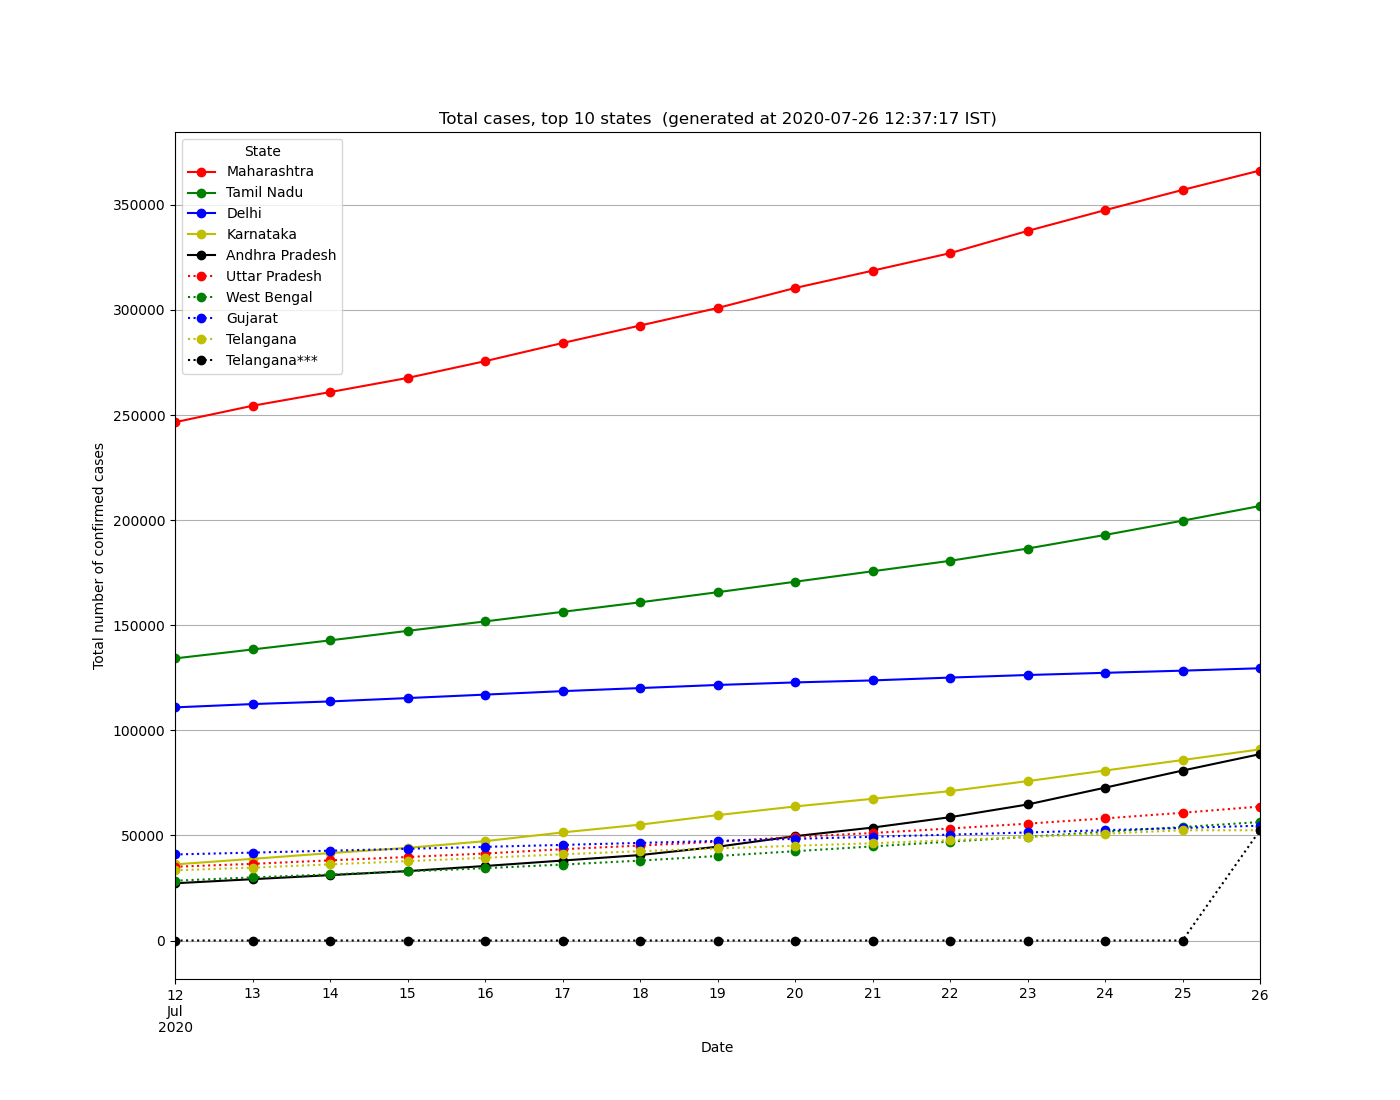 Total cases, top 10 states  (generated at 2020-07-26 12:37:17 IST)
State
Maharashtra
Tamil Nadu
Delhi
Karnataka
Andhra Pradesh
Uttar Pradesh
West Bengal
Gujarat
Telangana
Telangana***
350000
300000
250000
200000
150000
100000
50000
0
Total number of confirmed cases
12 13 14 15 16 17 18 19 20 21 22 23 24 25 26
Jul
2020
Date